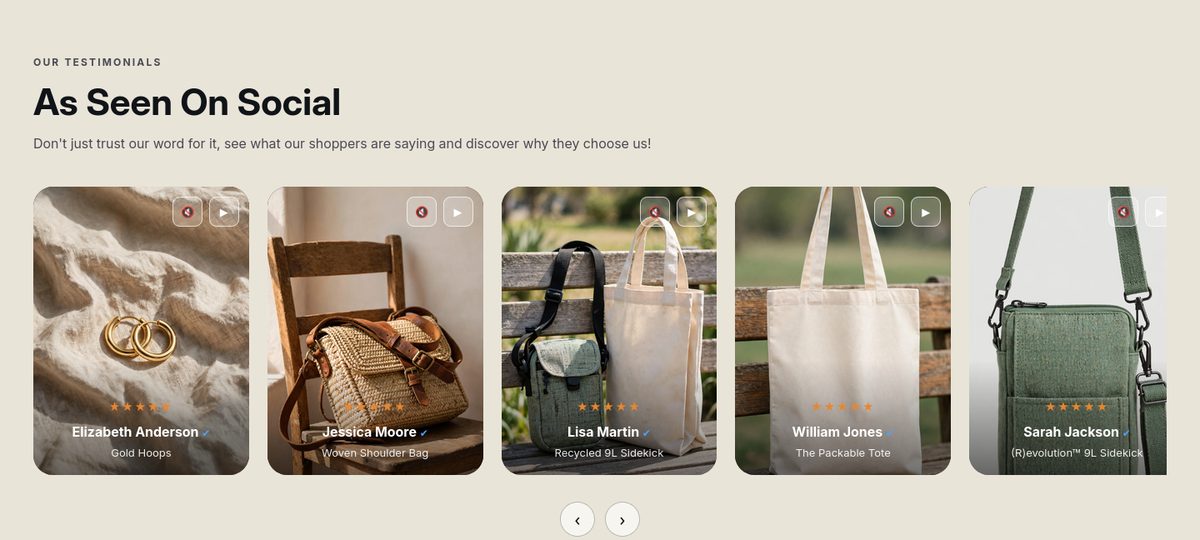 OUR TESTIMONIALS
As Seen On Social
Don't just trust our word for it, see what our shoppers are saying and discover why they choose us!
★★★★★
Elizabeth Anderson ✔
Gold Hoops
★★★★★
Jessica Moore ✔
Woven Shoulder Bag
★★★★★
Lisa Martin ✔
Recycled 9L Sidekick
★★★★★
William Jones ✔
The Packable Tote
★★★★★
Sarah Jackson ✔
(R)evolution™ 9L Sidekick
‹ ›